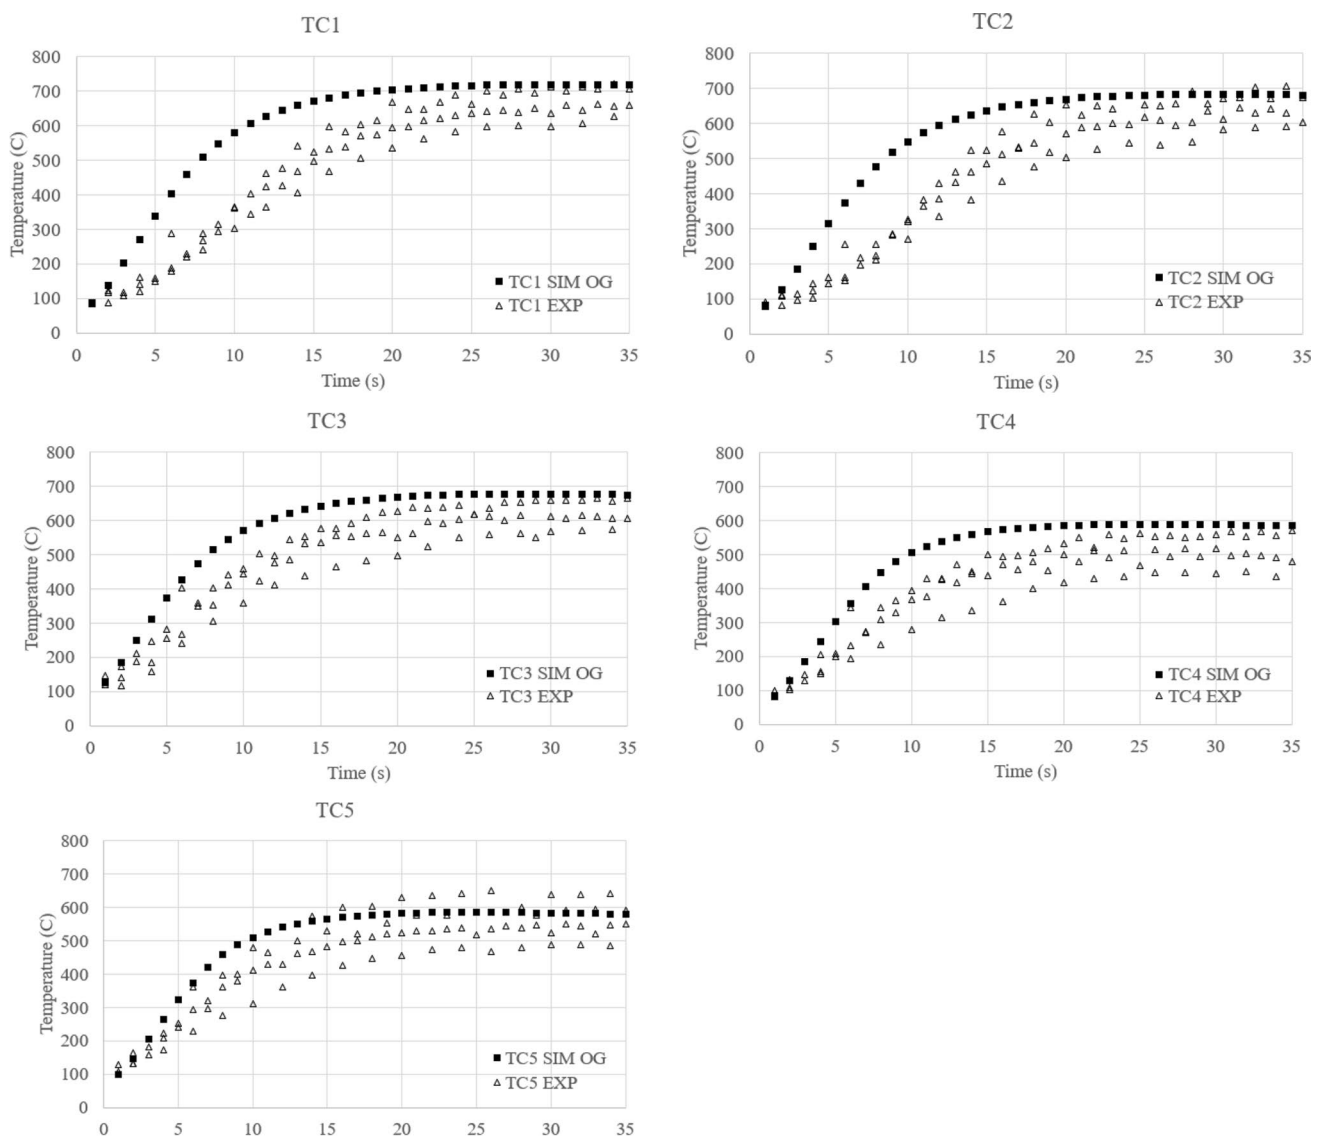 TC1
800
700
600
500
400
300
200
100
0
Temperature (C)
TC1 SIM OG
TC1 EXP
0 5 10 15 20 25 30 35
Time (s)
TC2
800
700
600
500
400
300
200
100
0
Temperature (C)
TC2 SIM OG
TC2 EXP
0 5 10 15 20 25 30 35
Time (s)
TC3
800
700
600
500
400
300
200
100
0
Temperature (C)
TC3 SIM OG
TC3 EXP
0 5 10 15 20 25 30 35
Time (s)
TC4
800
700
600
500
400
300
200
100
0
Temperature (C)
TC4 SIM OG
TC4 EXP
0 5 10 15 20 25 30 35
Time (s)
TC5
800
700
600
500
400
300
200
100
0
Temperature (C)
TC5 SIM OG
TC5 EXP
0 5 10 15 20 25 30 35